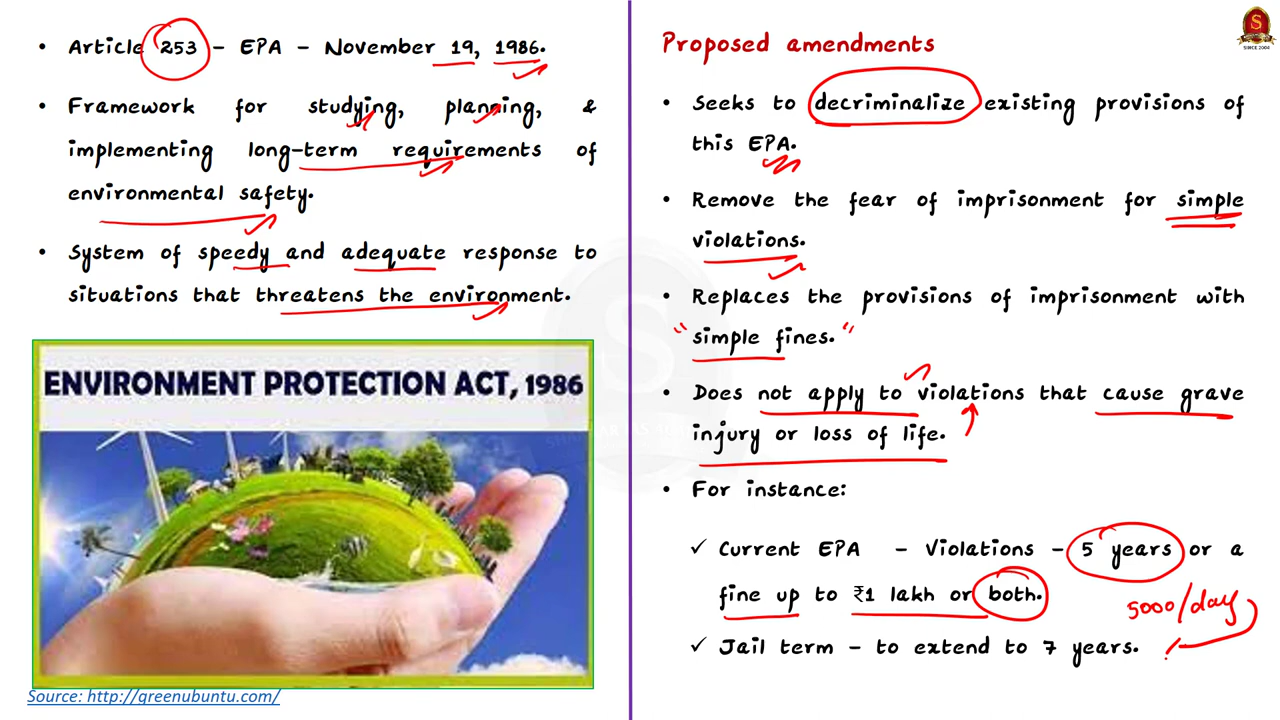 • Article 253 – EPA – November 19, 1986.
• Framework for studying, planning, &
implementing long-term requirements of
environmental safety.
• System of speedy and adequate response to
situations that threatens the environment.
ENVIRONMENT PROTECTION ACT, 1986
Source: http://greenubuntu.com/
Proposed amendments
• Seeks to decriminalize existing provisions of
this EPA.
• Remove the fear of imprisonment for simple
violations.
• Replaces the provisions of imprisonment with
"simple fines."
• Does not apply to violations that cause grave
injury or loss of life.
• For instance:
✓ Current EPA – Violations – 5 years or a
fine up to ₹1 lakh or both.
5000/day
✓ Jail term – to extend to 7 years.
S
SINCE 2004